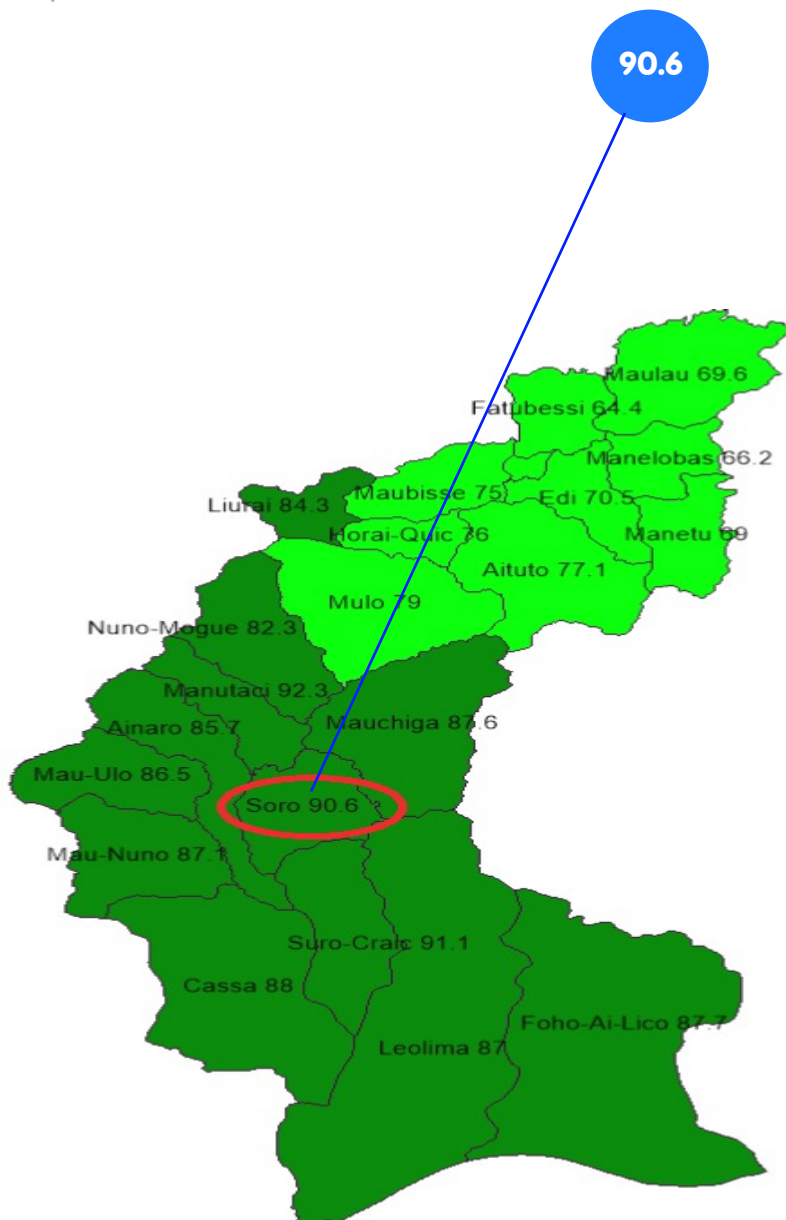 90.6
Maulau 69.6
Fatubessi 64.4
Manelobas 66.2
Maubisse 75
Edi 70.5
Liurai 84.3
Horai-Quic 76
Manetu 69
Aituto 77.1
Mulo 79
Nuno-Mogue 82.3
Manutaci 92.3
Mauchiga 87.6
Ainaro 85.7
Mau-Ulo 86.5
Soro 90.6
Mau-Nuno 87.1
Suro-Craic 91.1
Cassa 88
Foho-Ai-Lico 87.7
Leolima 87